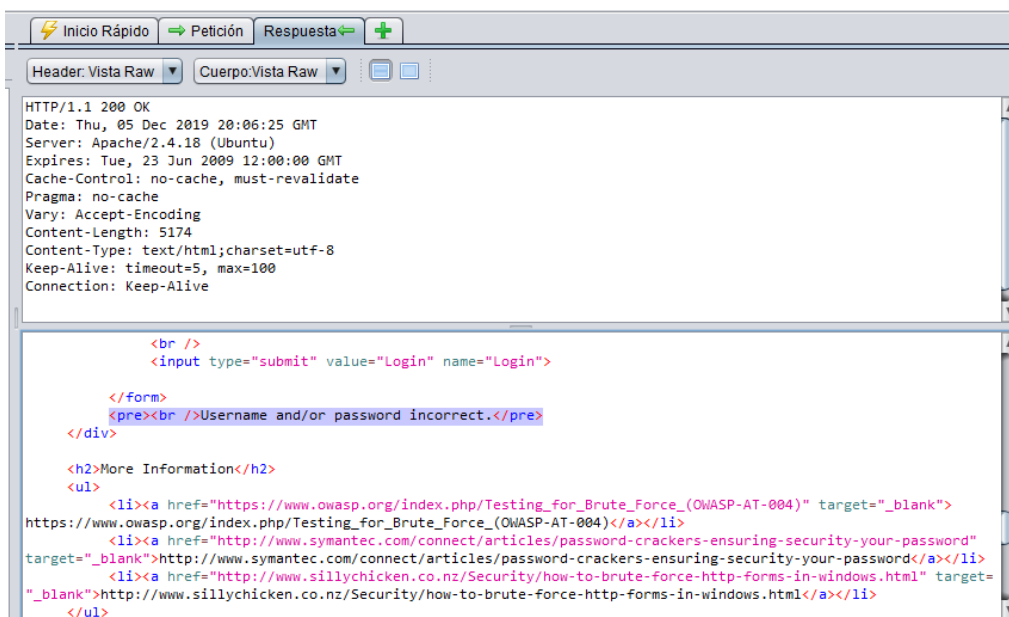 Inicio Rápido Petición Respuesta
Header: Vista Raw Cuerpo:Vista Raw
HTTP/1.1 200 OK
Date: Thu, 05 Dec 2019 20:06:25 GMT
Server: Apache/2.4.18 (Ubuntu)
Expires: Tue, 23 Jun 2009 12:00:00 GMT
Cache-Control: no-cache, must-revalidate
Pragma: no-cache
Vary: Accept-Encoding
Content-Length: 5174
Content-Type: text/html;charset=utf-8
Keep-Alive: timeout=5, max=100
Connection: Keep-Alive
<br />
<input type="submit" value="Login" name="Login">
</form>
<pre><br />Username and/or password incorrect.</pre>
</div>
<h2>More Information</h2>
<ul>
<li><a href="https://www.owasp.org/index.php/Testing_for_Brute_Force_(OWASP-AT-004)" target="_blank">
https://www.owasp.org/index.php/Testing_for_Brute_Force_(OWASP-AT-004)</a></li>
<li><a href="http://www.symantec.com/connect/articles/password-crackers-ensuring-security-your-password"
target="_blank">http://www.symantec.com/connect/articles/password-crackers-ensuring-security-your-password</a></li>
<li><a href="http://www.sillychicken.co.nz/Security/how-to-brute-force-http-forms-in-windows.html" target=
"_blank">http://www.sillychicken.co.nz/Security/how-to-brute-force-http-forms-in-windows.html</a></li>
</ul>